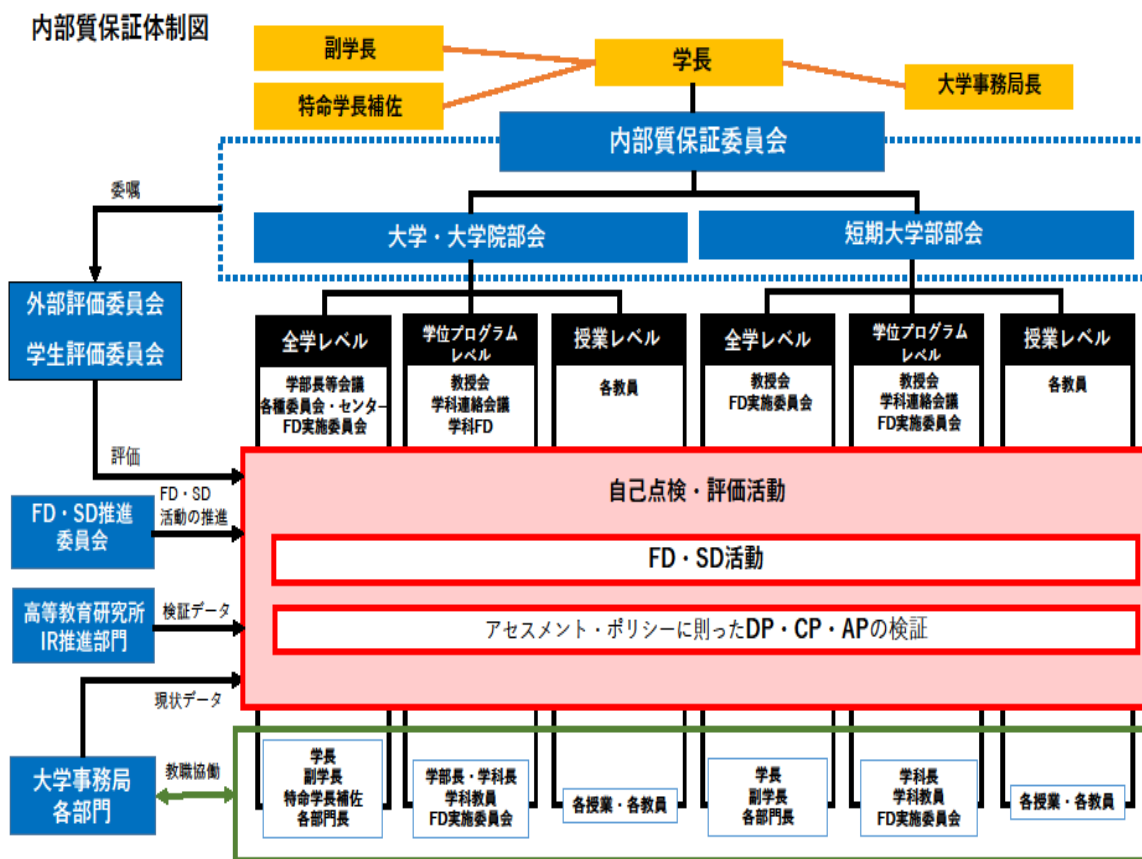 内部質保証体制図
副学長
学長
特命学長補佐
大学事務局長
内部質保証委員会
委嘱
大学・大学院部会
短期大学部部会
外部評価委員会
学生評価委員会
全学レベル
学部長等会議
各種委員会・センター
FD実施委員会
学位プログラム
レベル
教授会
学科連絡会議
学科FD
授業レベル
各教員
全学レベル
教授会
FD実施委員会
学位プログラム
レベル
教授会
学科連絡会議
FD実施委員会
授業レベル
各教員
評価
自己点検・評価活動
FD・SD推進
委員会
FD・SD
活動の推進
FD・SD活動
高等教育研究所
IR推進部門
検証データ
アセスメント・ポリシーに則ったDP・CP・APの検証
現状データ
大学事務局
各部門
教職協働
学長
副学長
特命学長補佐
各部門長
学部長・学科長
学科教員
FD実施委員会
各授業・各教員
学長
副学長
各部門長
学科長
学科教員
FD実施委員会
各授業・各教員